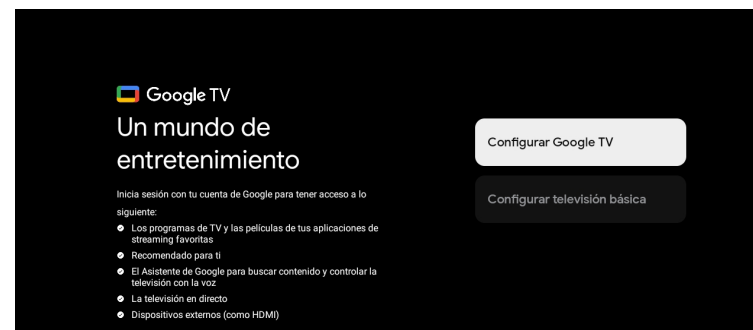 Google TV
Un mundo de
entretenimiento
Inicia sesión con tu cuenta de Google para tener acceso a lo
siguiente:
Los programas de TV y las películas de tus aplicaciones de
streaming favoritas
Recomendado para ti
El Asistente de Google para buscar contenido y controlar la
televisión con la voz
La televisión en directo
Dispositivos externos (como HDMI)
Configurar Google TV
Configurar televisión básica